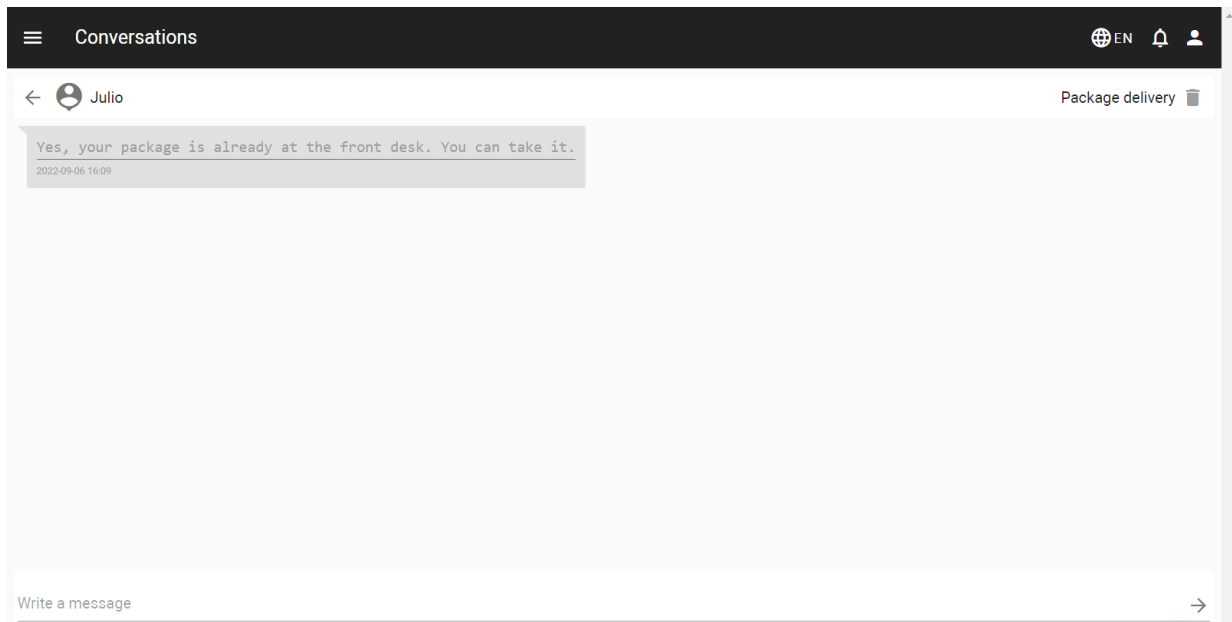 Conversations
EN
Julio
Package delivery
Yes, your package is already at the front desk. You can take it.
2022-09-06 16:09
Write a message